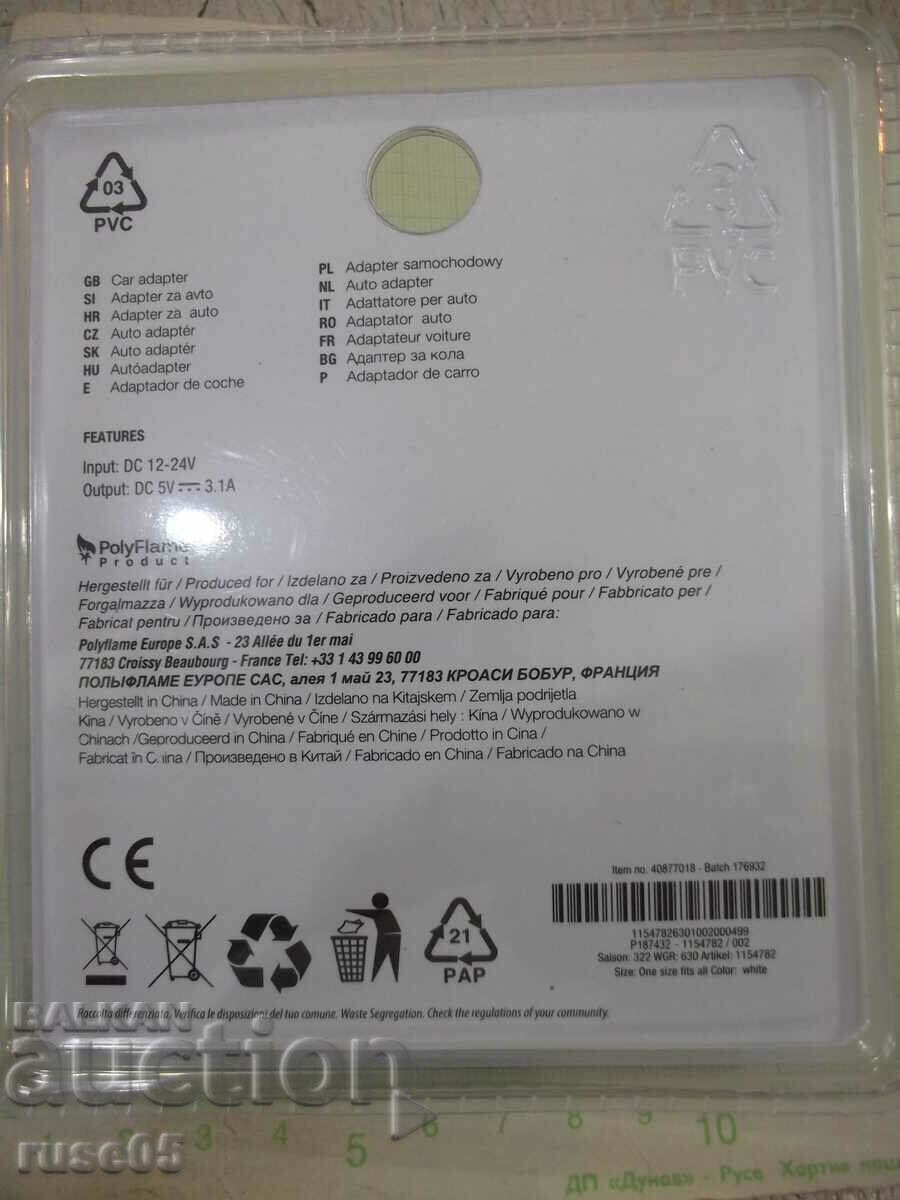 03
PVC
3
PVC
GB Car adapter
SI Adapter za avto
HR Adapter za auto
CZ Auto adaptér
SK Auto adaptér
HU Autóadapter
E Adaptador de coche
PL Adapter samochodowy
NL Auto adapter
IT Adattatore per auto
RO Adaptator auto
FR Adaptateur voiture
BG Адаптер за кола
P Adaptador de carro
FEATURES
Input: DC 12-24V
Output: DC 5V⎓3.1A
PolyFlame
Product
Hergestellt für / Produced for / Izdelano za / Proizvedeno za / Vyrobeno pro / Vyrobené pre /
Forgalmazza / Wyprodukowano dla / Geproduceerd voor / Fabriqué pour / Fabbricato per /
Fabricat pentru / Произведено за / Fabricado para / Fabricado para:
Polyflame Europe S.A.S - 23 Allée du 1er mai
77183 Croissy Beaubourg - France Tel: +33 1 43 99 60 00
ПОЛЫФЛАМЕ ЕУРОПЕ САС, алея 1 май 23, 77183 КРОАСИ БОБУР, ФРАНЦИЯ
Hergestellt in China / Made in China / Izdelano na Kitajskem / Zemlja podrijetla
Kina / Vyrobeno v Číně / Vyrobené v Číne / Származási hely : Kína / Wyprodukowano w
Chinach /Geproduceerd in China / Fabriqué en Chine / Prodotto in Cina /
Fabricat în China / Произведено в Китай / Fabricado en China / Fabricado na China
CE
Item no. 40877018 - Batch 176932
11547826301002000499
P187432 - 1154782 / 002
Saison: 322 WGR: 630 Artikel: 1154782
Size: One size fits all Color: white
21
PAP
Raccolta differenziata. Verifica le disposizioni del tuo comune. Waste Segregation. Check the regulations of your community.
BALKAN
auction
ruse05
1 2 3 4 5 6 7 8 9 10
ДП «Дунав» - Русе Хартия